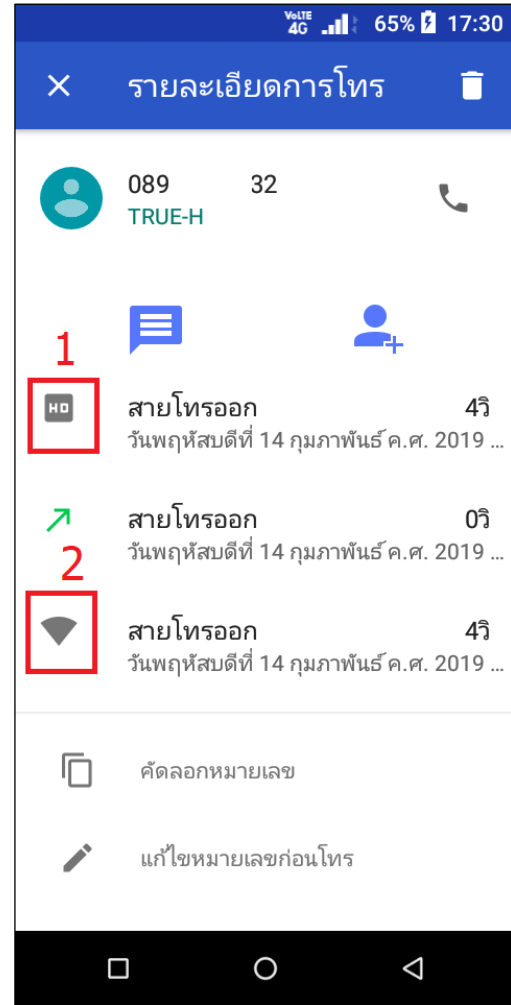 VoLTE
4G 65% 17:30
รายละเอียดการโทร
089 32
TRUE-H
1
HD สายโทรออก 4วิ
วันพฤหัสบดีที่ 14 กุมภาพันธ์ ค.ศ. 2019 ...
สายโทรออก 0วิ
2 วันพฤหัสบดีที่ 14 กุมภาพันธ์ ค.ศ. 2019 ...
สายโทรออก 4วิ
วันพฤหัสบดีที่ 14 กุมภาพันธ์ ค.ศ. 2019 ...
คัดลอกหมายเลข
แก้ไขหมายเลขก่อนโทร